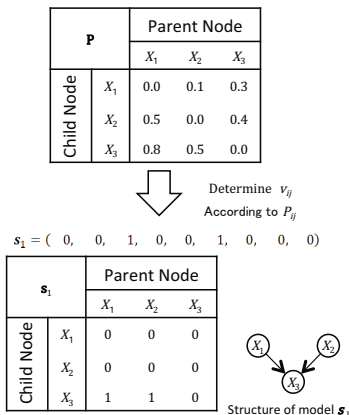 P
Parent Node
X1 X2 X3
Child Node
X1 0.0 0.1 0.3
X2 0.5 0.0 0.4
X3 0.8 0.5 0.0
Determine vij
According to Pij
s1 = ( 0, 0, 1, 0, 0, 1, 0, 0, 0)
s1
Parent Node
X1 X2 X3
Child Node
X1 0 0 0
X2 0 0 0
X3 1 1 0
X1 X2
X3
Structure of model s1